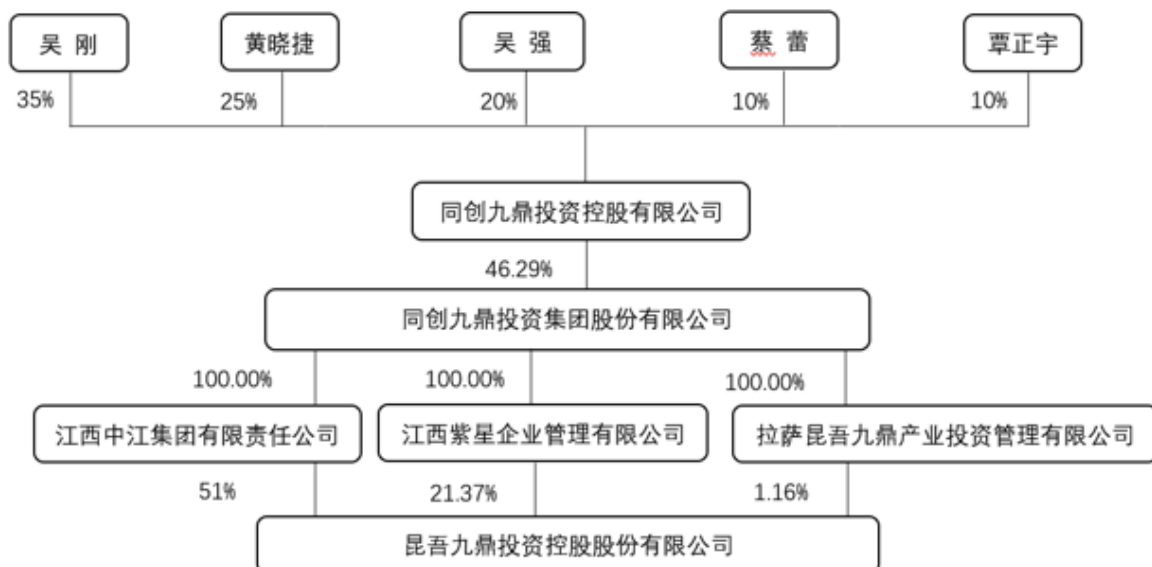 吴 刚
黄晓捷
吴 强
蔡 蕾
覃正宇
35%
25%
20%
10%
10%
同创九鼎投资控股有限公司
46.29%
同创九鼎投资集团股份有限公司
100.00%
100.00%
100.00%
江西中江集团有限责任公司
江西紫星企业管理有限公司
拉萨昆吾九鼎产业投资管理有限公司
51%
21.37%
1.16%
昆吾九鼎投资控股股份有限公司